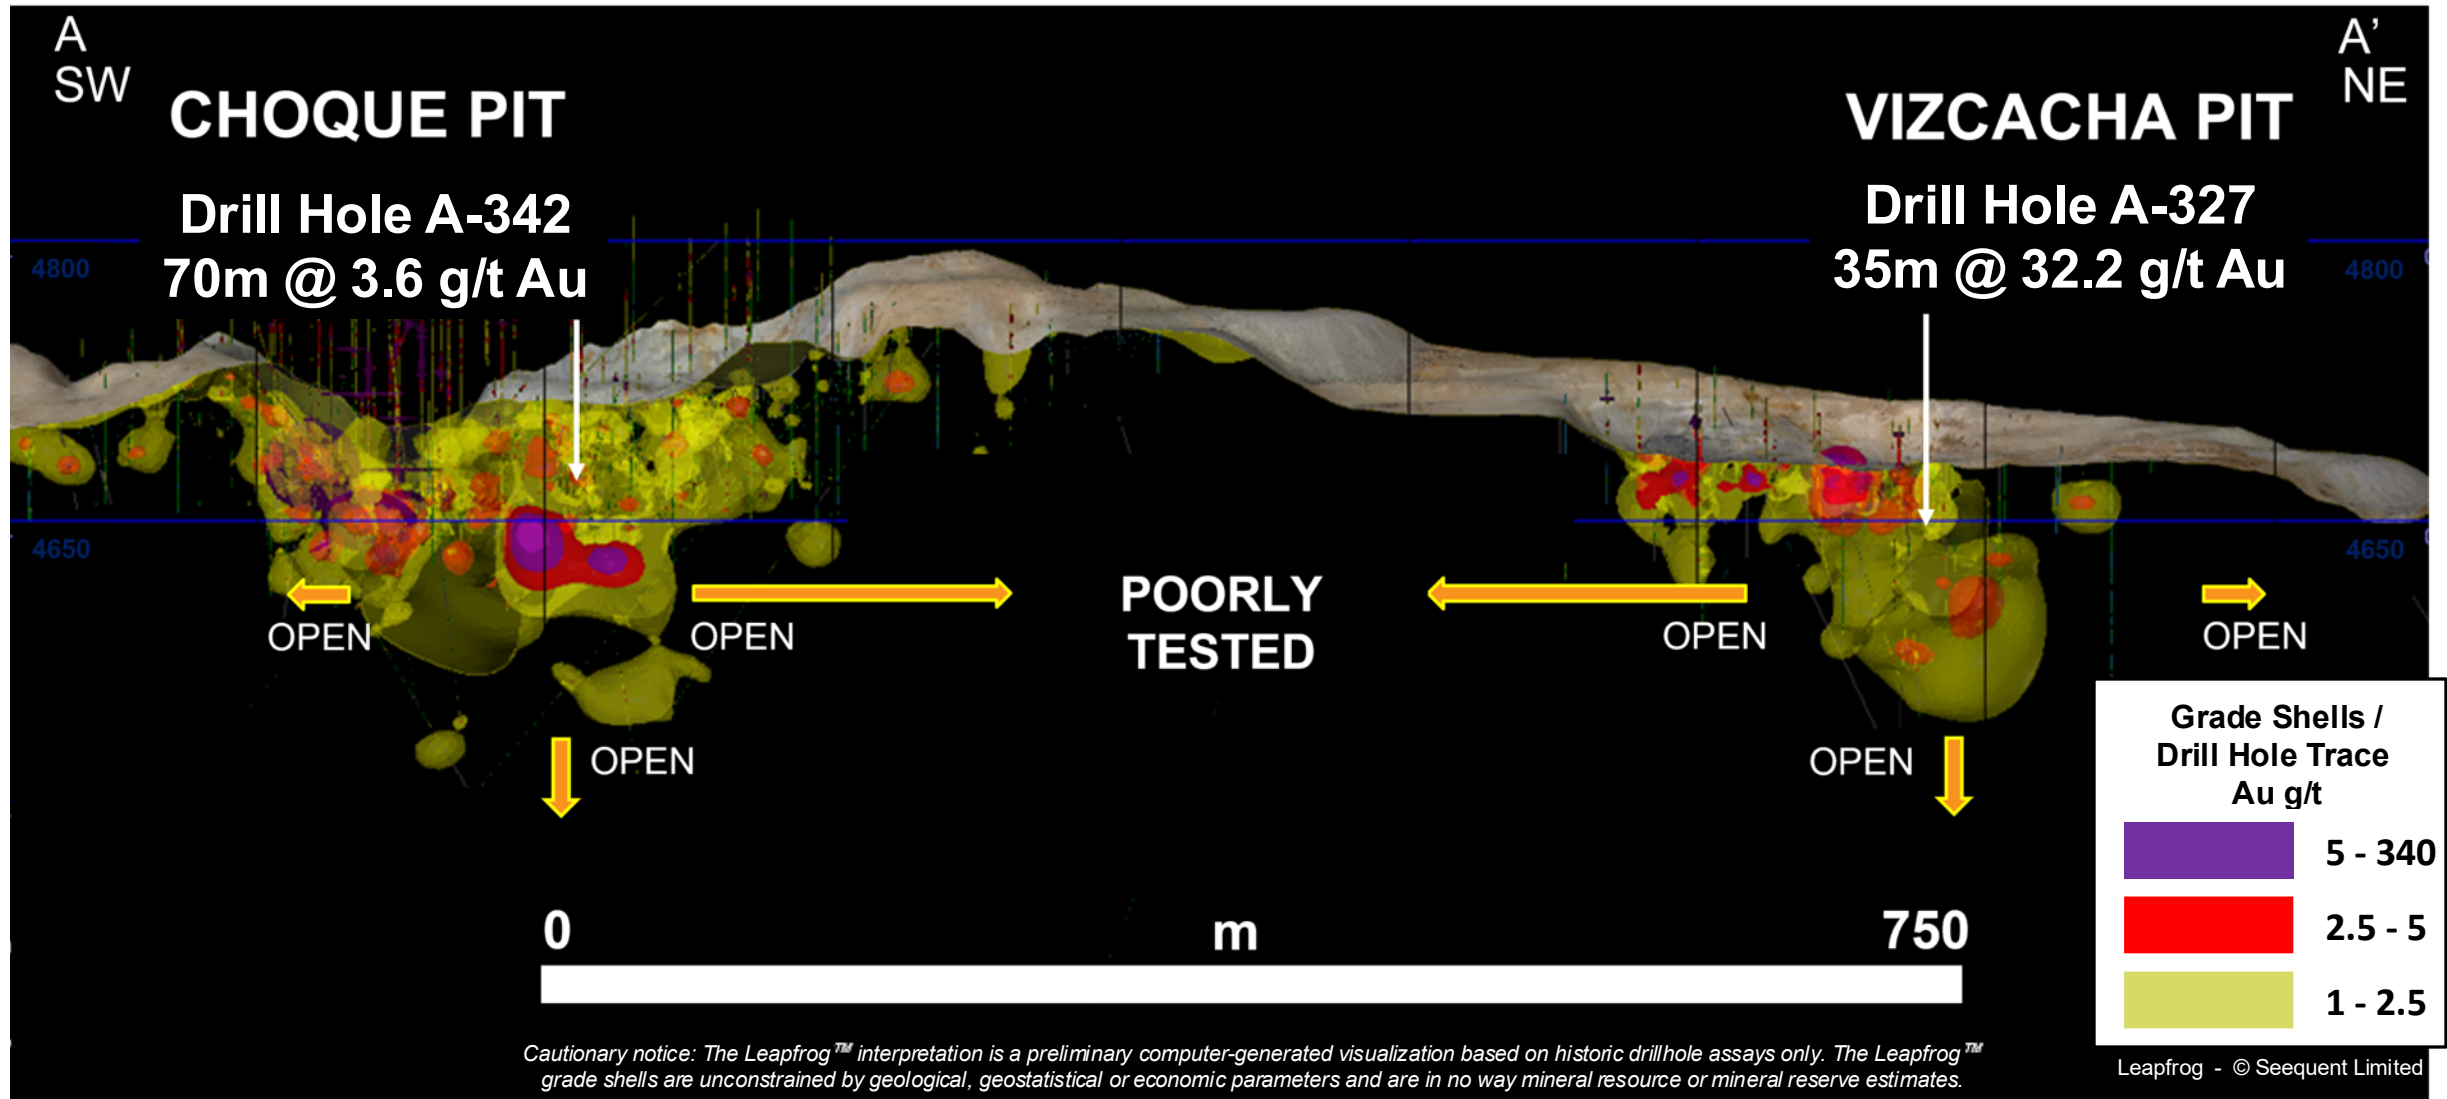 A
SW
A’
NE
CHOQUE PIT
VIZCACHA PIT
Drill Hole A-342
70m @ 3.6 g/t Au
Drill Hole A-327
35m @ 32.2 g/t Au
4800
4800
4650
4650
OPEN
OPEN
POORLY
TESTED
OPEN
OPEN
OPEN
OPEN
Grade Shells /
Drill Hole Trace
Au g/t
5 - 340
2.5 - 5
1 - 2.5
0
m
750
Cautionary notice: The Leapfrog™ interpretation is a preliminary computer-generated visualization based on historic drillhole assays only. The Leapfrog™
grade shells are unconstrained by geological, geostatistical or economic parameters and are in no way mineral resource or mineral reserve estimates.
Leapfrog - © Seequent Limited